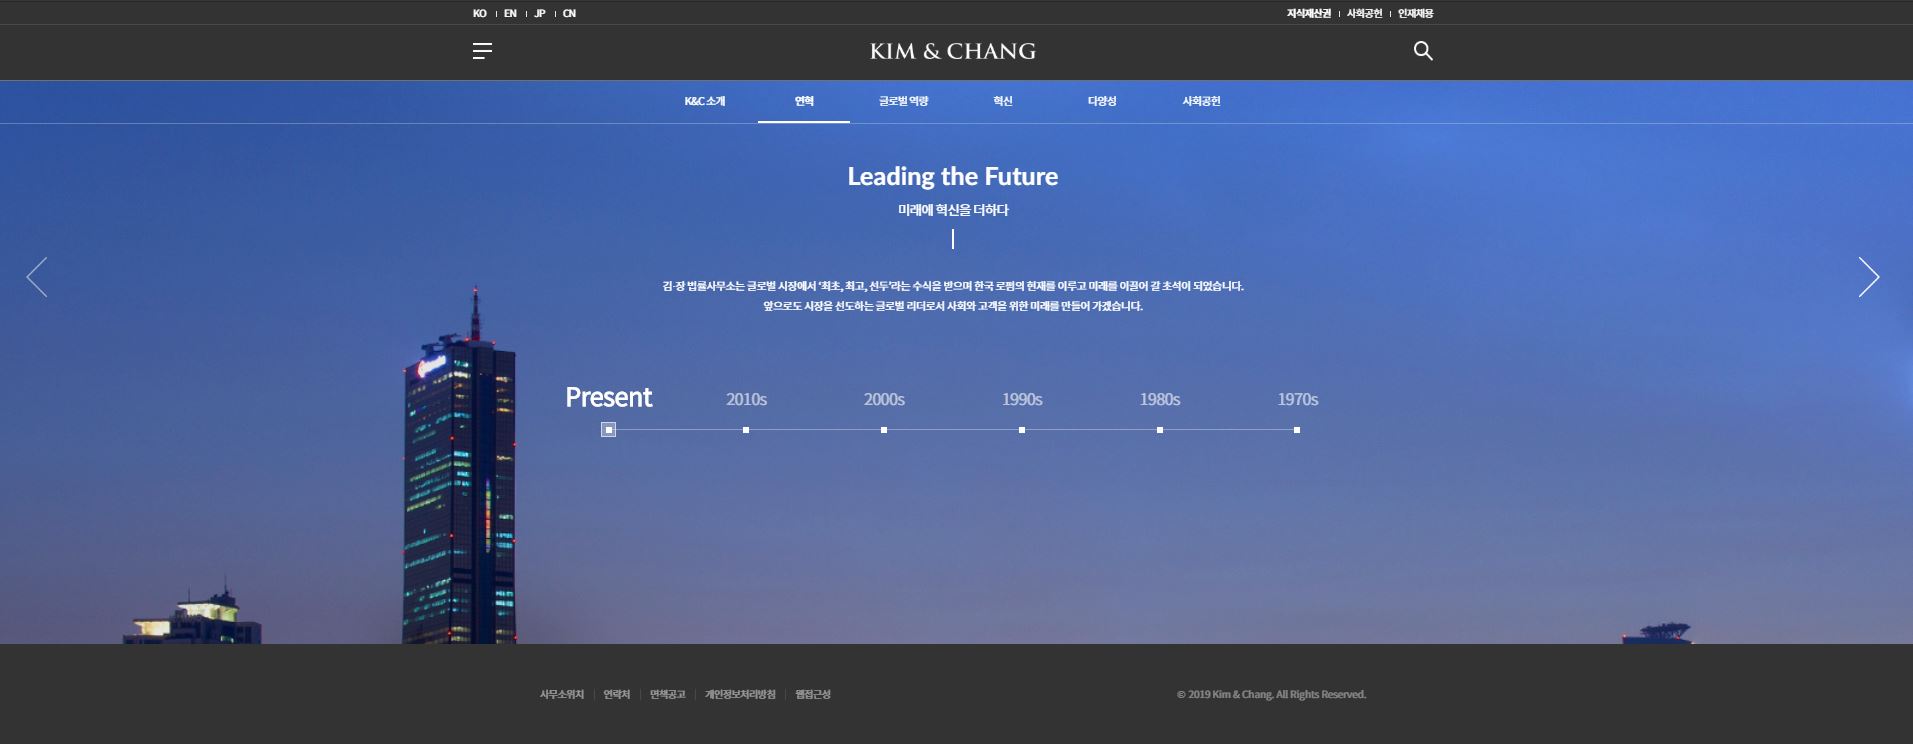 KO | EN | JP | CN
지식재산권 | 사회공헌 | 인재채용
KIM & CHANG
K&C 소개 연혁 글로벌 역량 혁신 다양성 사회공헌
Leading the Future
미래에 혁신을 더하다
김·장 법률사무소는 글로벌 시장에서 ‘최초, 최고, 선두’라는 수식을 받으며 한국 로펌의 현재를 이루고 미래를 이끌어 갈 초석이 되었습니다.
앞으로도 시장을 선도하는 글로벌 리더로서 사회와 고객을 위한 미래를 만들어 가겠습니다.
Present 2010s 2000s 1990s 1980s 1970s
사무소위치 | 연락처 | 면책공고 | 개인정보처리방침 | 웹접근성
© 2019 Kim & Chang. All Rights Reserved.